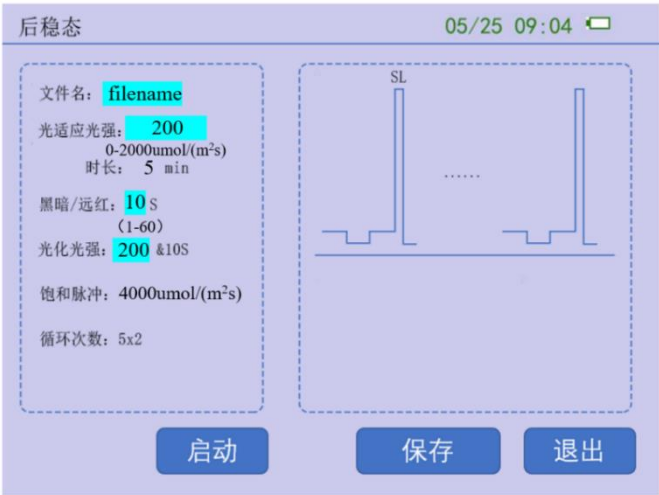 后稳态
05/25 09:04
文件名： filename
光适应光强： 200
0-2000umol/(m²s)
时长： 5 min
黑暗/远红：10 S
（1-60）
光化光强：200 &10S
饱和脉冲：4000umol/(m²s)
循环次数：5x2
SL
······
启动
保存
退出